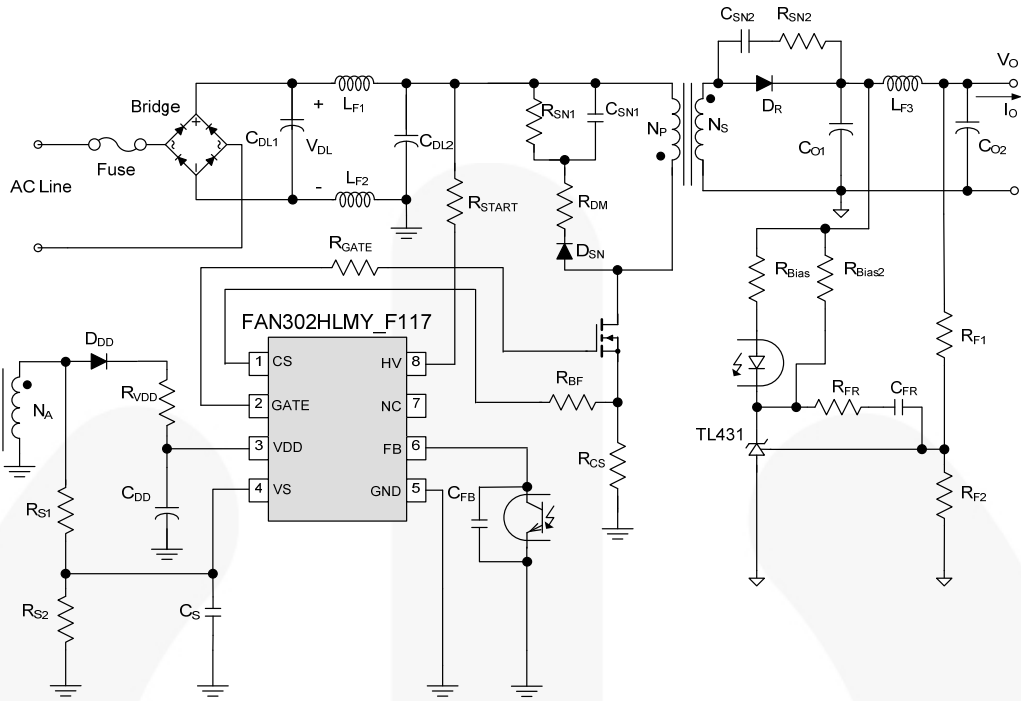 CSN2
RSN2
VO
IO
Bridge
+
-
Fuse
AC Line
CDL1
+
VDL
-
LF1
LF2
CDL2
RSN1
CSN1
NP
NS
DR
LF3
CO1
CO2
RSTART
RDM
DSN
RGATE
RBias
RBias2
FAN302HLMY_F117
1
CS
HV
8
2
GATE
NC
7
3
VDD
FB
6
4
VS
GND
5
DDD
RVDD
NA
CDD
RS1
RS2
CS
RBF
RCS
CFB
RF1
RFR
CFR
TL431
RF2